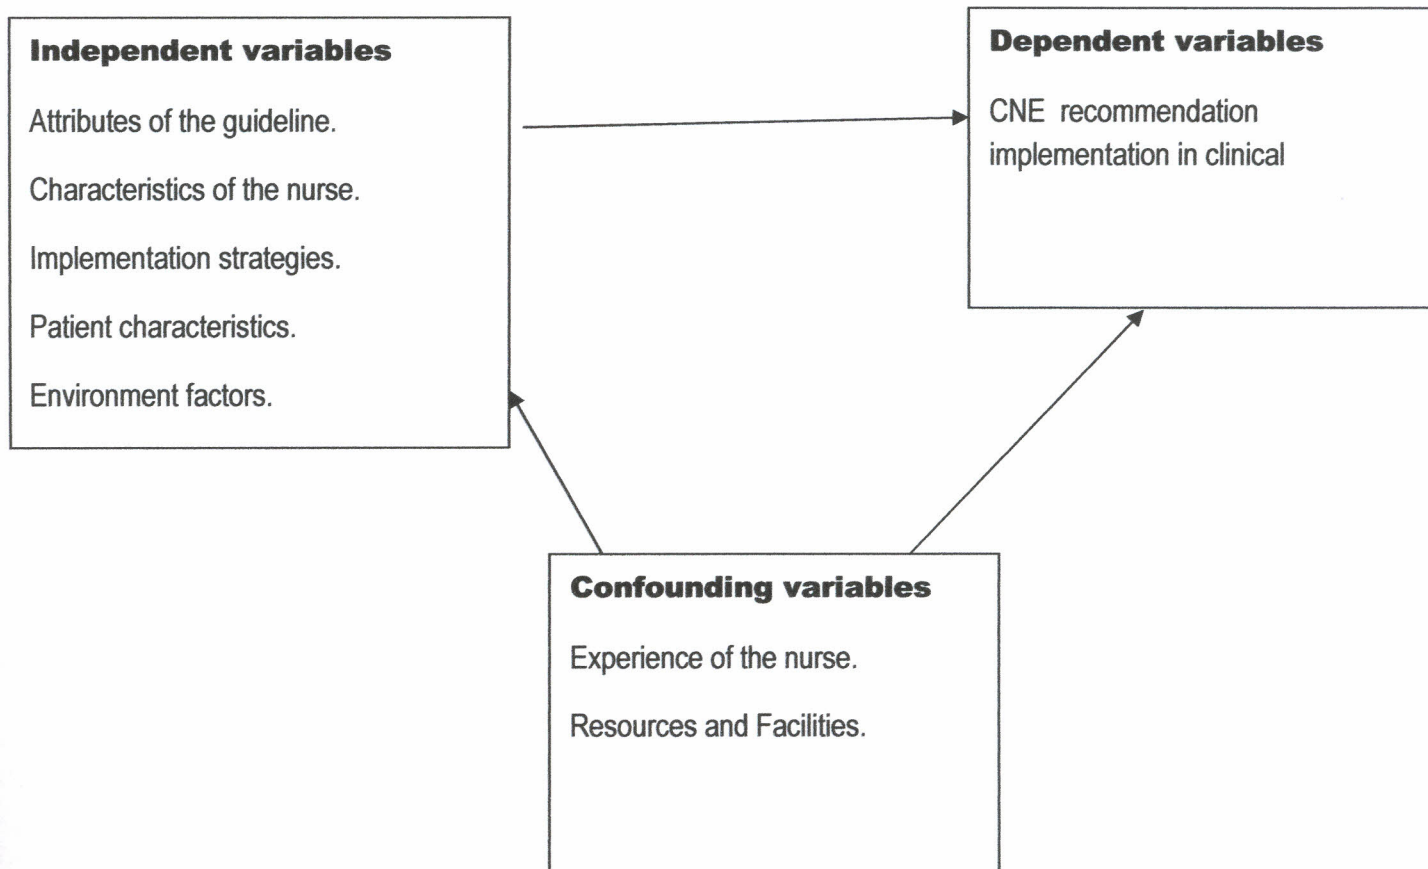 Independent variables
Attributes of the guideline.
Characteristics of the nurse.
Implementation strategies.
Patient characteristics.
Environment factors.
Dependent variables
CNE recommendation
implementation in clinical
Confounding variables
Experience of the nurse.
Resources and Facilities.